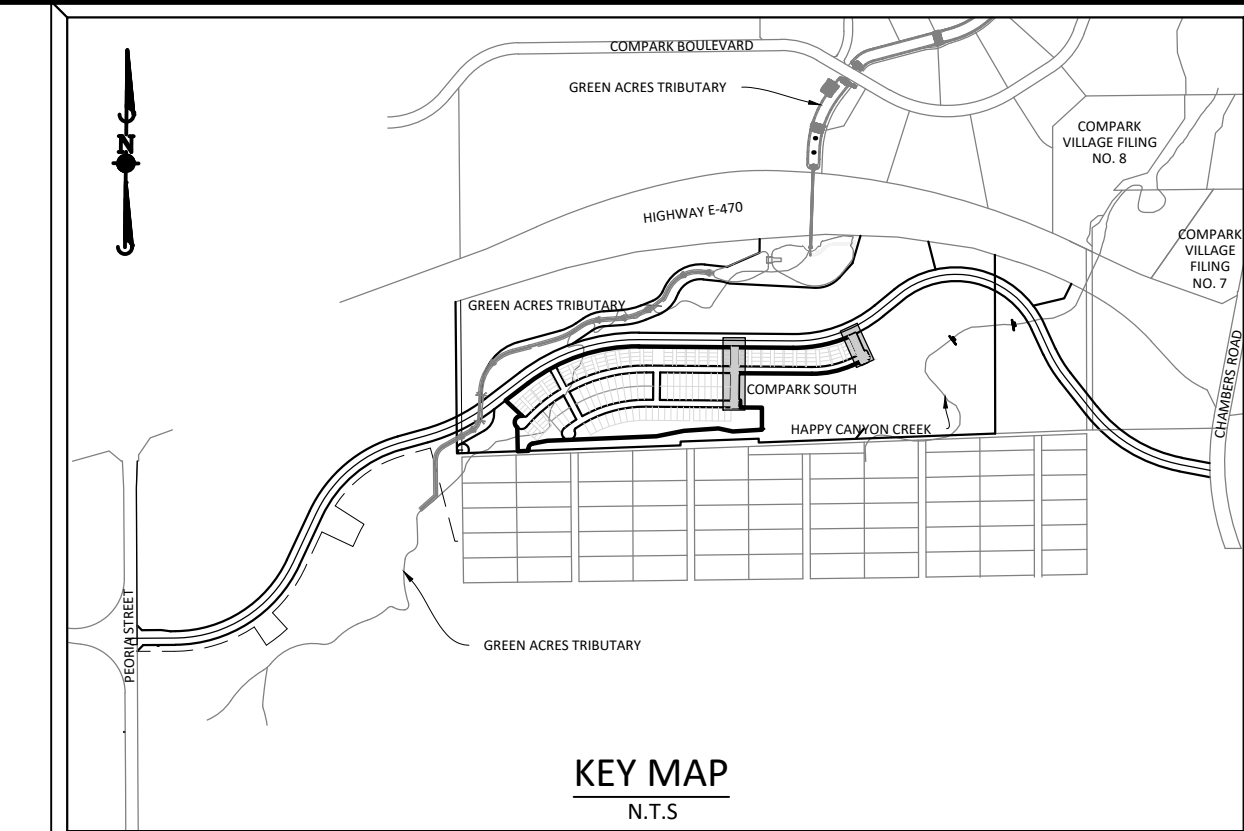 COMPARK BOULEVARD
GREEN ACRES TRIBUTARY
N
COMPARK
VILLAGE FILING
NO. 8
HIGHWAY E-470
COMPARK
VILLAGE
FILING
NO. 7
GREEN ACRES TRIBUTARY
COMPARK SOUTH
HAPPY CANYON CREEK
CHAMBERS ROAD
PEORIA STREET
GREEN ACRES TRIBUTARY
KEY MAP
N.T.S